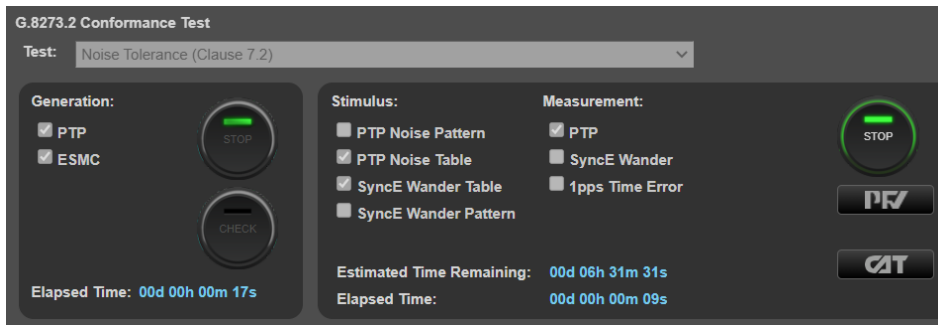 G.8273.2 Conformance Test
Test: Noise Tolerance (Clause 7.2)
Generation:
PTP
ESMC
STOP
CHECK
Elapsed Time: 00d 00h 00m 17s
Stimulus:
PTP Noise Pattern
PTP Noise Table
SyncE Wander Table
SyncE Wander Pattern
Measurement:
PTP
SyncE Wander
1pps Time Error
Estimated Time Remaining: 00d 06h 31m 31s
Elapsed Time: 00d 00h 00m 09s
STOP
PFV
CAT